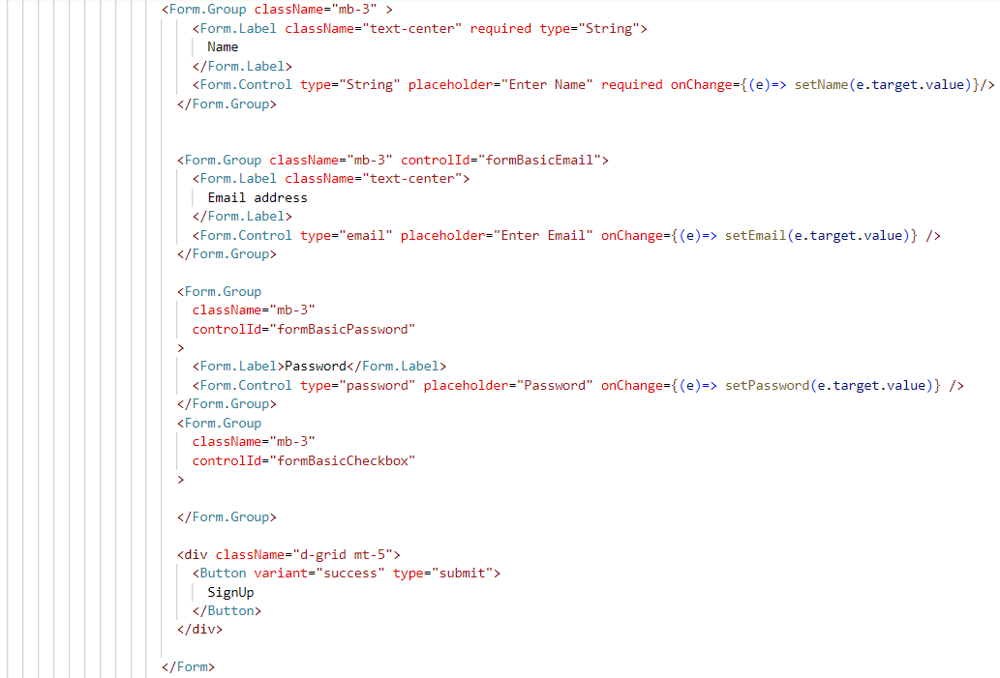 <Form.Group className="mb-3" >
<Form.Label className="text-center" required type="String">
Name
</Form.Label>
<Form.Control type="String" placeholder="Enter Name" required onChange={(e)=> setName(e.target.value)}/>
</Form.Group>
<Form.Group className="mb-3" controlId="formBasicEmail">
<Form.Label className="text-center">
Email address
</Form.Label>
<Form.Control type="email" placeholder="Enter Email" onChange={(e)=> setEmail(e.target.value)} />
</Form.Group>
<Form.Group
className="mb-3"
controlId="formBasicPassword"
>
<Form.Label>Password</Form.Label>
<Form.Control type="password" placeholder="Password" onChange={(e)=> setPassword(e.target.value)} />
</Form.Group>
<Form.Group
className="mb-3"
controlId="formBasicCheckbox"
>
</Form.Group>
<div className="d-grid mt-5">
<Button variant="success" type="submit">
SignUp
</Button>
</div>
</Form>